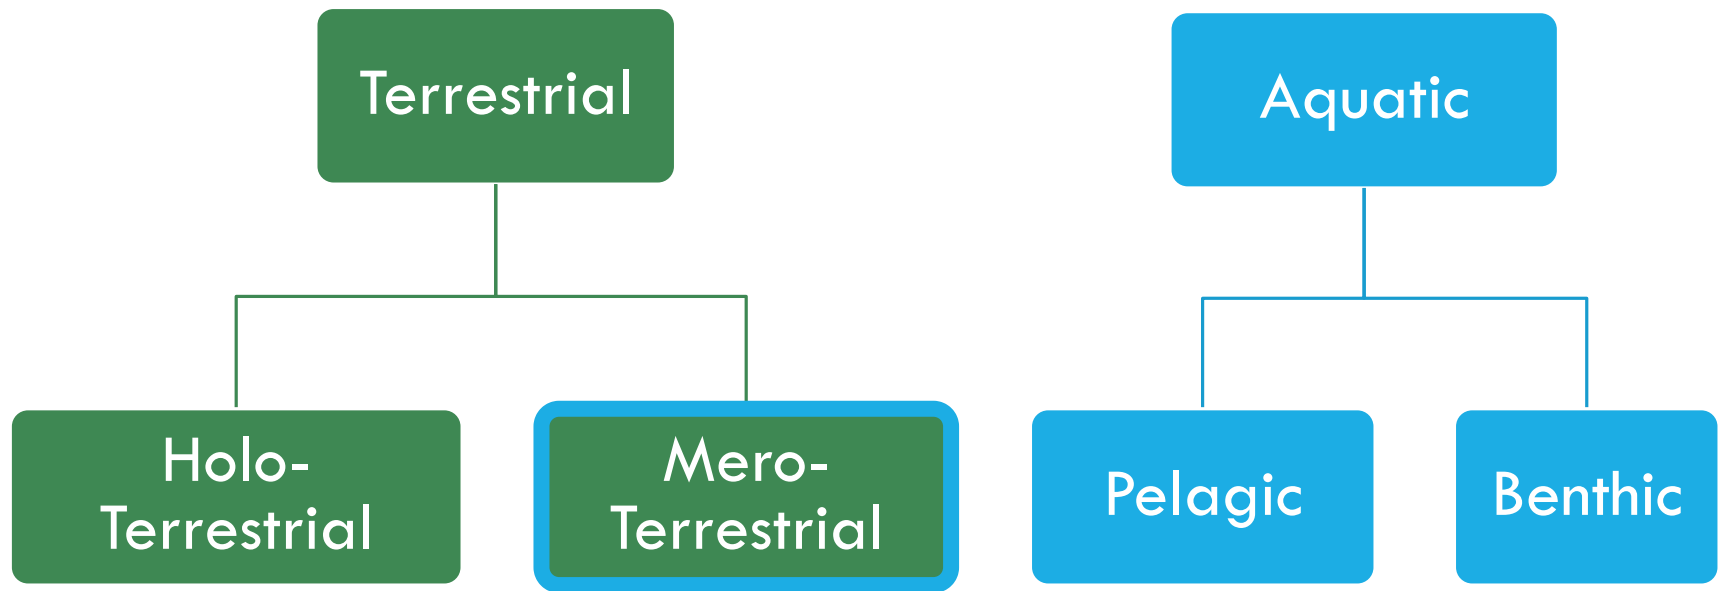 Terrestrial
Aquatic
Holo-
Terrestrial
Mero-
Terrestrial
Pelagic
Benthic